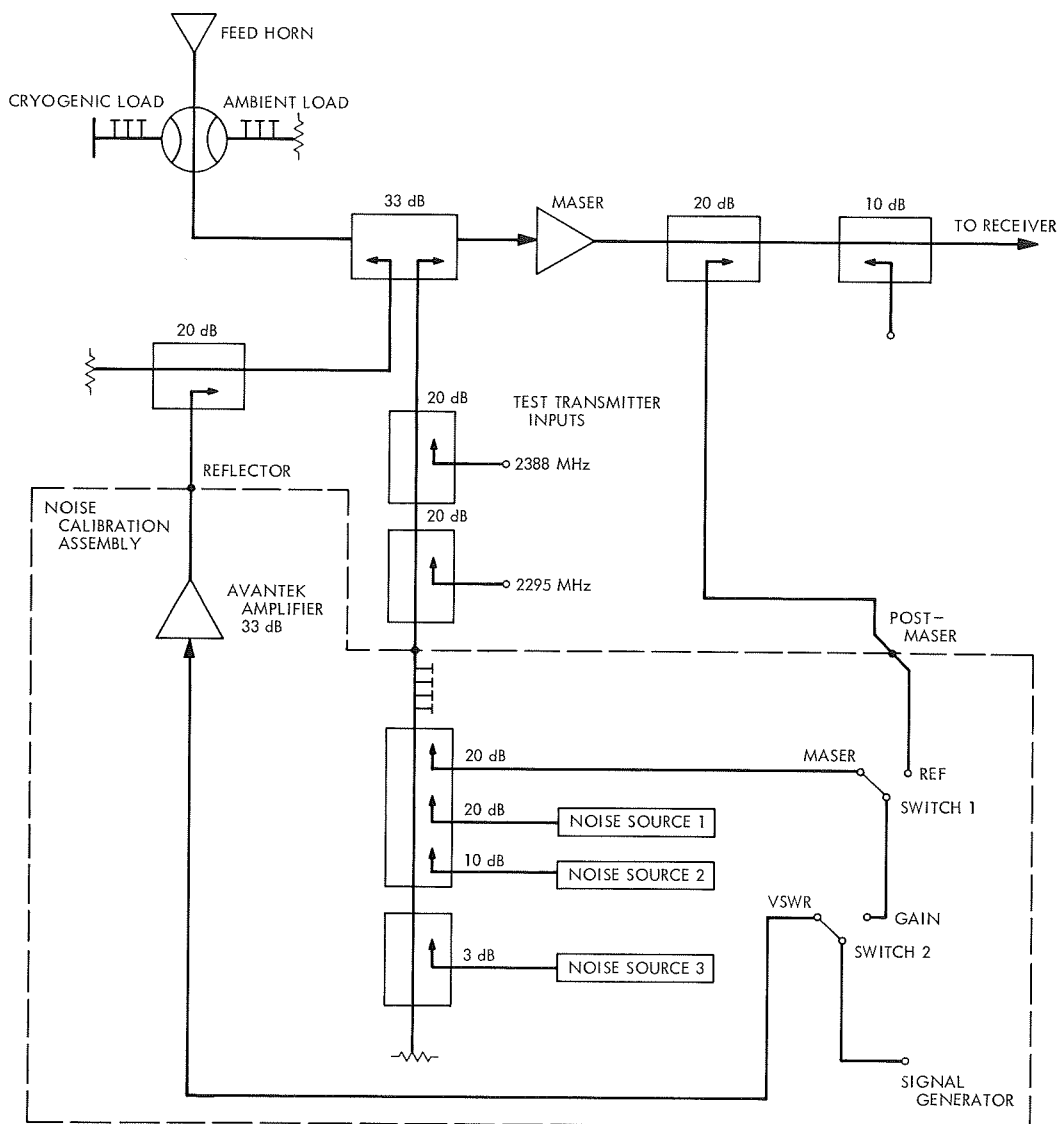 FEED HORN
CRYOGENIC LOAD
AMBIENT LOAD
33 dB
MASER
20 dB
10 dB
TO RECEIVER
20 dB
20 dB
TEST TRANSMITTER
INPUTS
2388 MHz
REFLECTOR
NOISE
CALIBRATION
ASSEMBLY
20 dB
2295 MHz
AVANTEK
AMPLIFIER
33 dB
POST-
MASER
20 dB
MASER
REF
SWITCH 1
20 dB
NOISE SOURCE 1
10 dB
NOISE SOURCE 2
VSWR
GAIN
SWITCH 2
3 dB
NOISE SOURCE 3
SIGNAL
GENERATOR